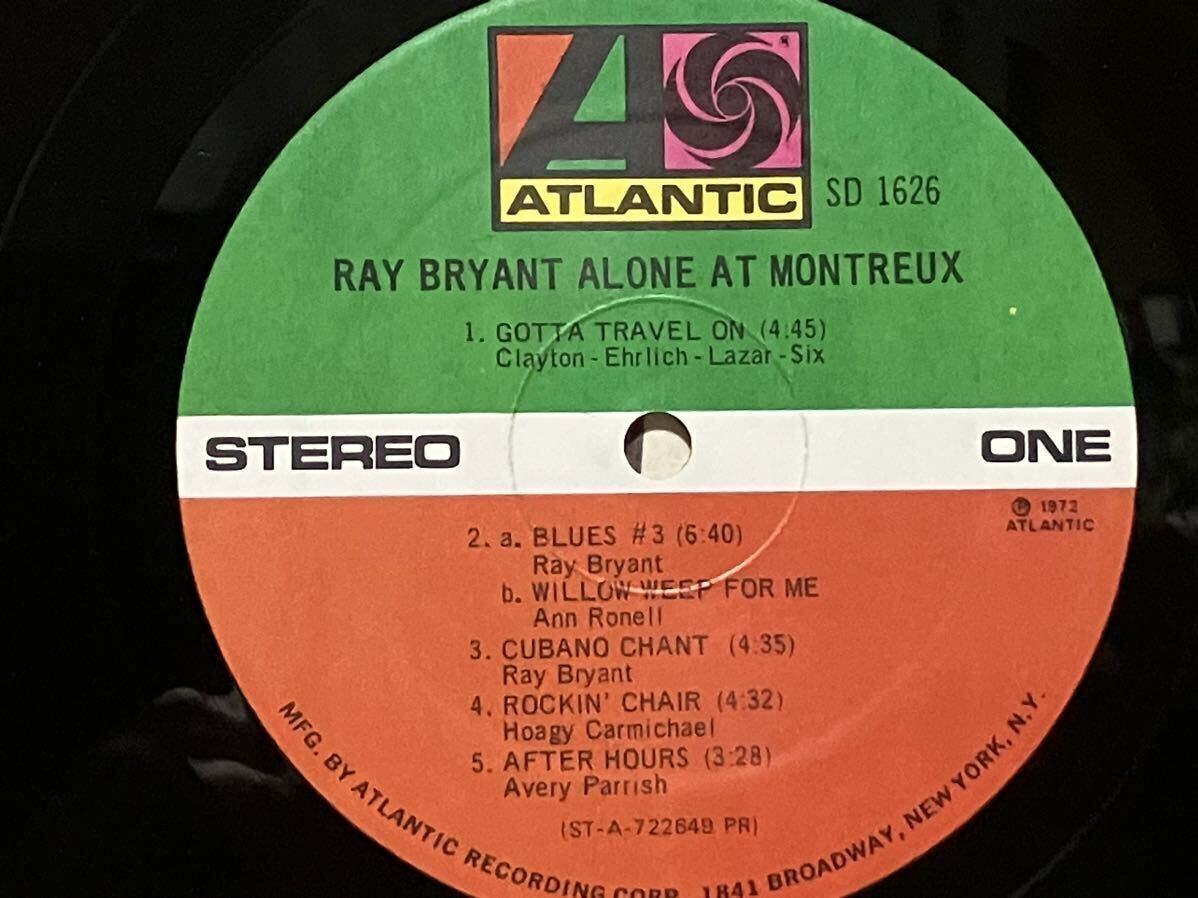 ATLANTIC
SD 1626
RAY BRYANT ALONE AT MONTREUX
1. GOTTA TRAVEL ON (4:45)
Clayton - Ehrlich - Lazar - Six
STEREO
ONE
℗ 1972
ATLANTIC
2. a. BLUES #3 (6:40)
Ray Bryant
b. WILLOW WEEP FOR ME
Ann Ronell
3. CUBANO CHANT (4:35)
Ray Bryant
4. ROCKIN' CHAIR (4:32)
Hoagy Carmichael
5. AFTER HOURS (3:28)
Avery Parrish
(ST-A-722649 PR)
MFG. BY ATLANTIC RECORDING CORP., 1841 BROADWAY, NEW YORK, N.Y.